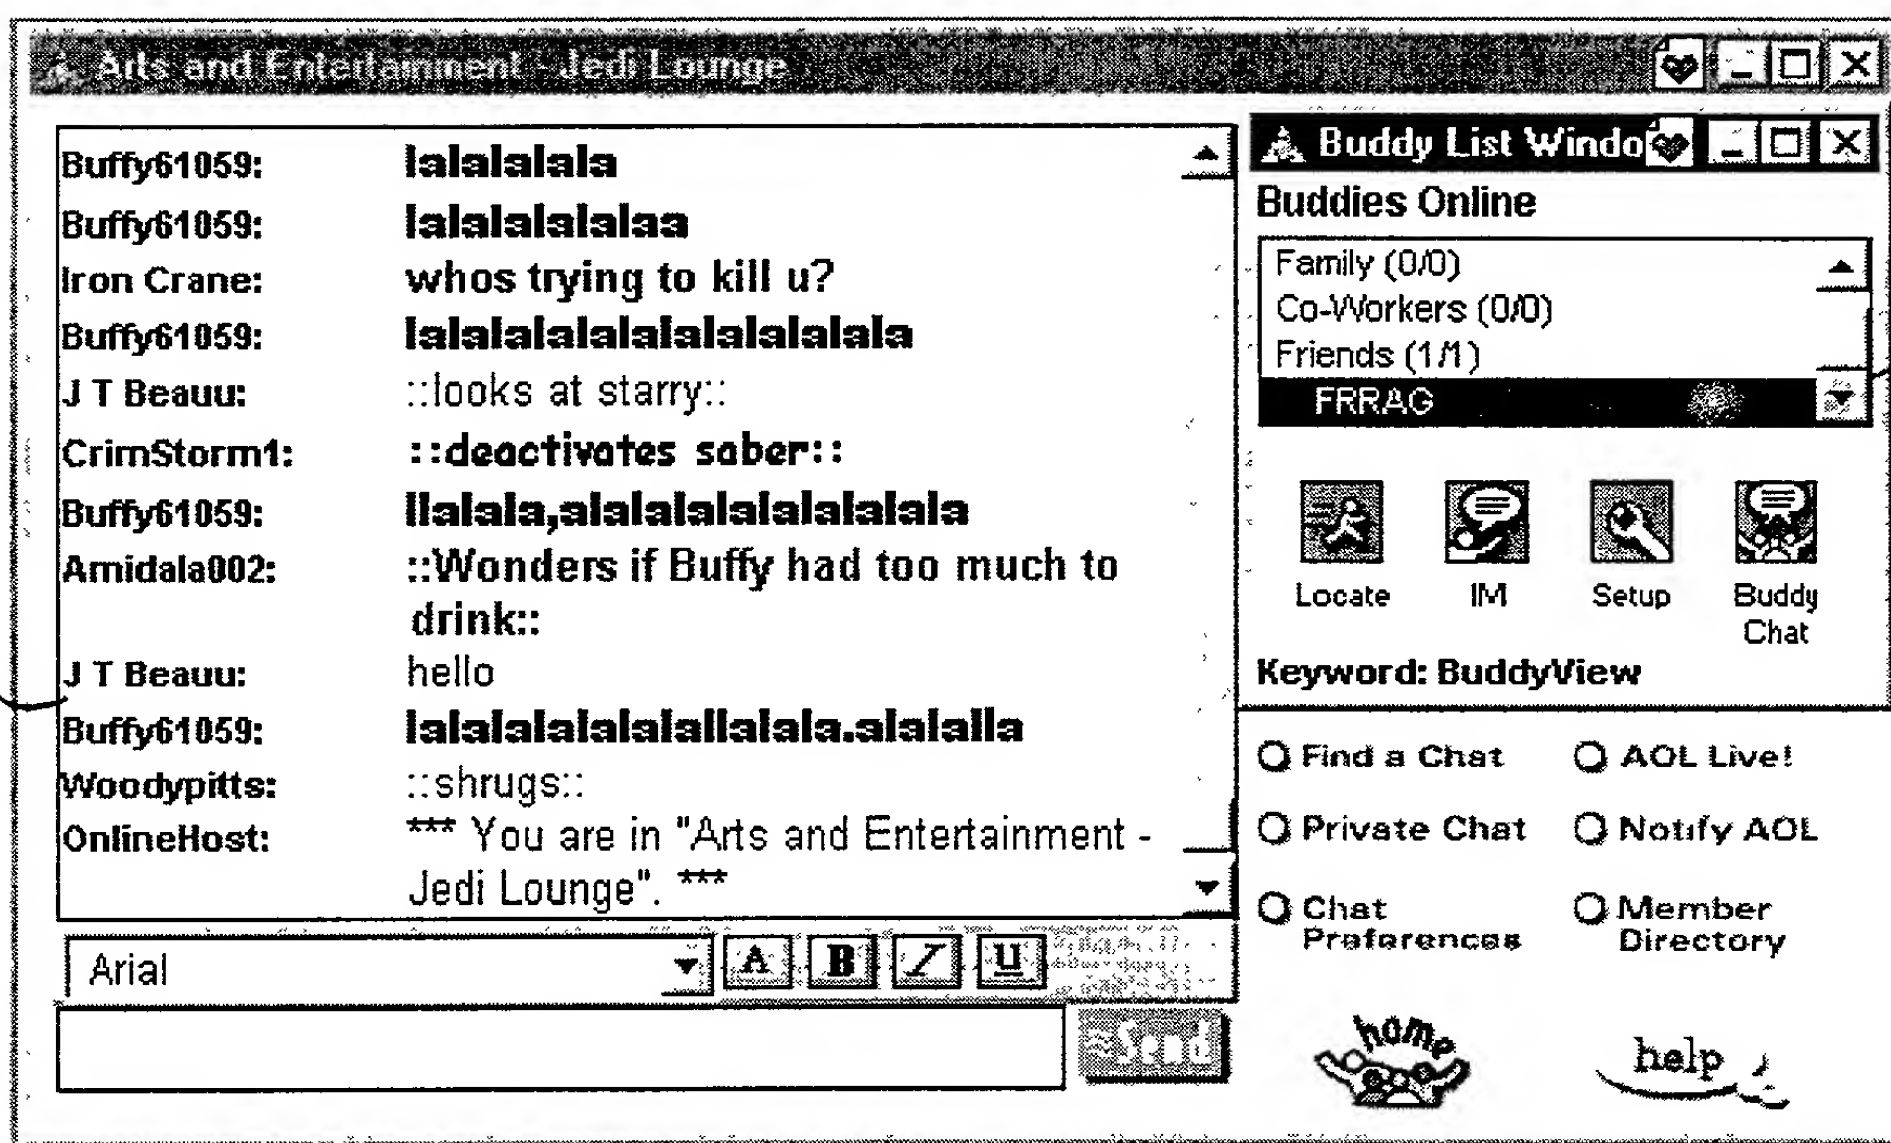 Arts and Entertainment - Jedi Lounge
Buffy61059: lalalalala
Buffy61059: lalalalalalaa
Iron Crane: whos trying to kill u?
Buffy61059: lalalalalalalalalalalala
J T Beauu: ::looks at starry::
CrimStorm1: ::deactivates saber::
Buffy61059: llalala,alalalalalalalalala
Amidala002: ::Wonders if Buffy had too much to
drink::
J T Beauu: hello
Buffy61059: lalalalalalalallalala.alalalla
Woodypitts: ::shrugs::
OnlineHost: *** You are in "Arts and Entertainment -
Jedi Lounge". ***
Arial
A B I U
Send
Buddy List Windo
Buddies Online
Family (0/0)
Co-Workers (0/0)
Friends (1/1)
FRRAG
Locate IM Setup Buddy
Chat
Keyword: BuddyView
Find a Chat AOL Live!
Private Chat Notify AOL
Chat Member
Preferences Directory
home help